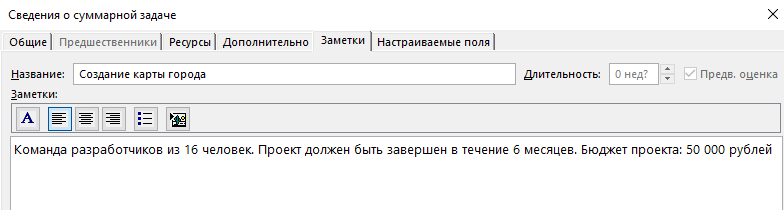 Сведения о суммарной задаче
Общие Предшественники Ресурсы Дополнительно Заметки Настраиваемые поля
Название: Создание карты города Длительность: 0 нед? Предв. оценка
Заметки:
A
Команда разработчиков из 16 человек. Проект должен быть завершен в течение 6 месяцев. Бюджет проекта: 50 000 рублей